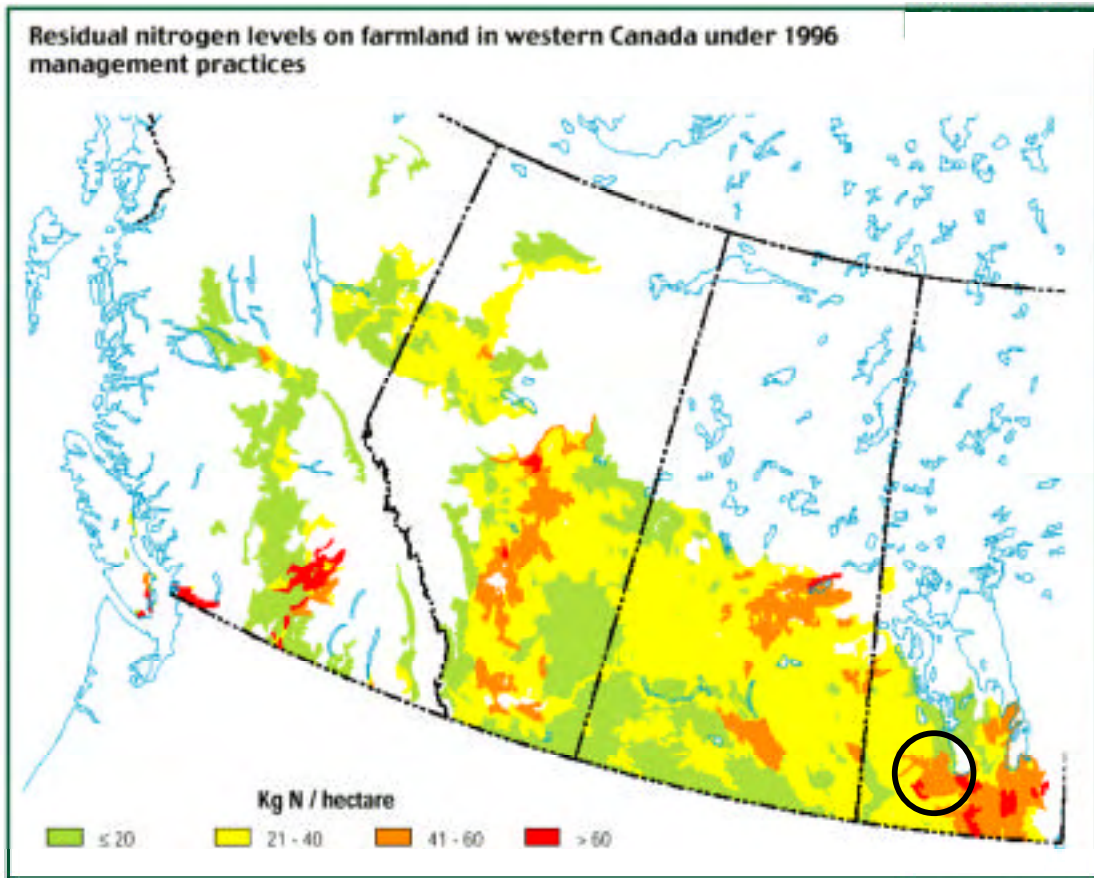 Residual nitrogen levels on farmland in western Canada under 1996
management practices
Kg N / hectare
≤ 20 21 - 40 41 - 60 > 60